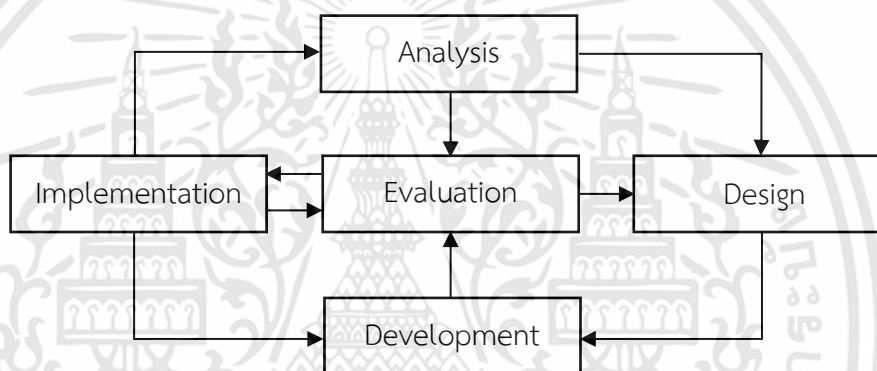 Analysis
Implementation
Evaluation
Design
Development